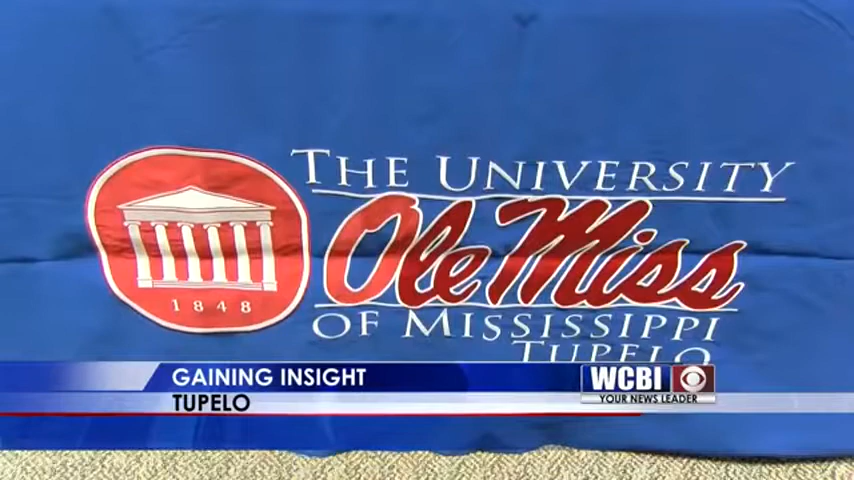 THE UNIVERSITY
Ole Miss
1848
OF MISSISSIPPI
TUPELO
GAINING INSIGHT
TUPELO
WCBI
YOUR NEWS LEADER